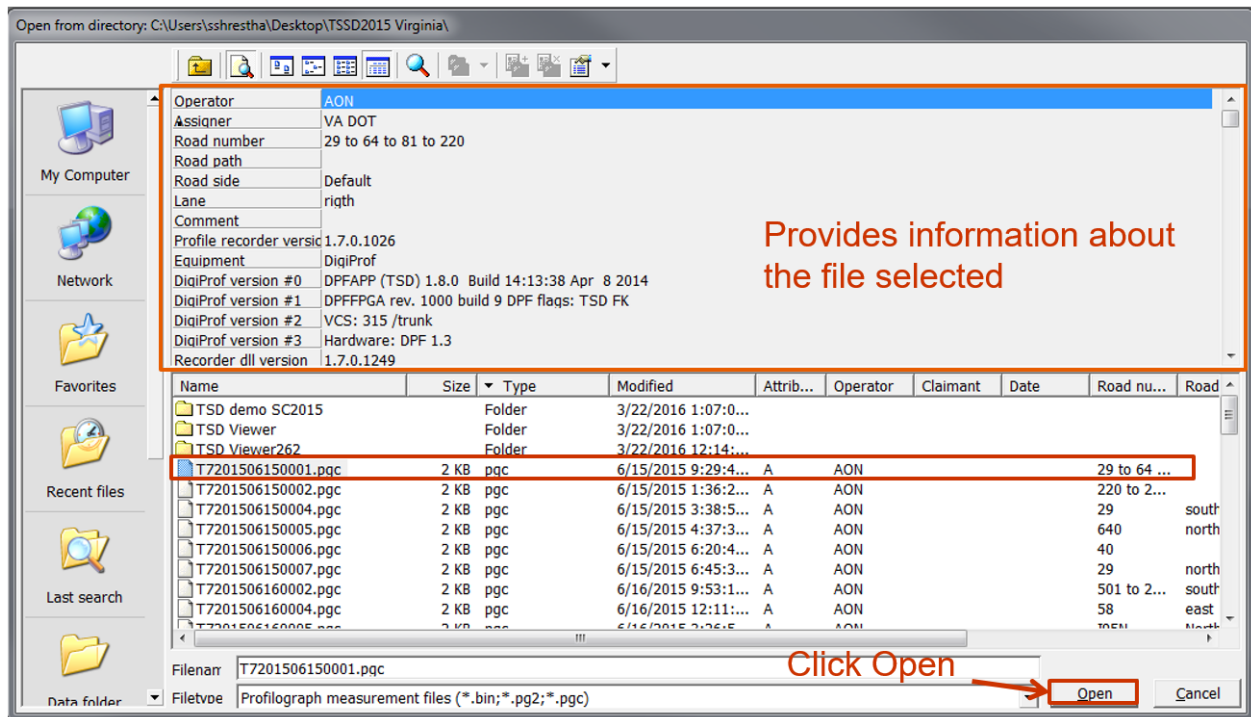 Open from directory: C:\Users\sshrestha\Desktop\TSSD2015 Virginia\
My Computer
Network
Favorites
Recent files
Last search
Data folder
Operator AON
Assigner VA DOT
Road number 29 to 64 to 81 to 220
Road path
Road side Default
Lane rigth
Comment
Profile recorder versic 1.7.0.1026
Equipment DigiProf
DigiProf version #0 DPFAPP (TSD) 1.8.0 Build 14:13:38 Apr 8 2014
DigiProf version #1 DPFFPGA rev. 1000 build 9 DPF flags: TSD FK
DigiProf version #2 VCS: 315 /trunk
DigiProf version #3 Hardware: DPF 1.3
Recorder dll version 1.7.0.1249
Provides information about
the file selected
Name Size Type Modified Attrib... Operator Claimant Date Road nu... Road
TSD demo SC2015 Folder 3/22/2016 1:07:0...
TSD Viewer Folder 3/22/2016 1:07:0...
TSD Viewer262 Folder 3/22/2016 12:14:...
T7201506150001.pgc 2 KB pgc 6/15/2015 9:29:4... A AON 29 to 64 ...
T7201506150002.pgc 2 KB pgc 6/15/2015 1:36:2... A AON 220 to 2...
T7201506150004.pgc 2 KB pgc 6/15/2015 3:38:5... A AON 29 south
T7201506150005.pgc 2 KB pgc 6/15/2015 4:37:3... A AON 640 north
T7201506150006.pgc 2 KB pgc 6/15/2015 6:20:4... A AON 40
T7201506150007.pgc 2 KB pgc 6/15/2015 6:45:3... A AON 29 north
T7201506160002.pgc 2 KB pgc 6/16/2015 9:53:1... A AON 501 to 2... south
T7201506160004.pgc 2 KB pgc 6/16/2015 12:11:... A AON 58 east
Filenam T7201506150001.pgc
Click Open
Filetype Profilograph measurement files (*.bin;*.pg2;*.pgc)
Open Cancel